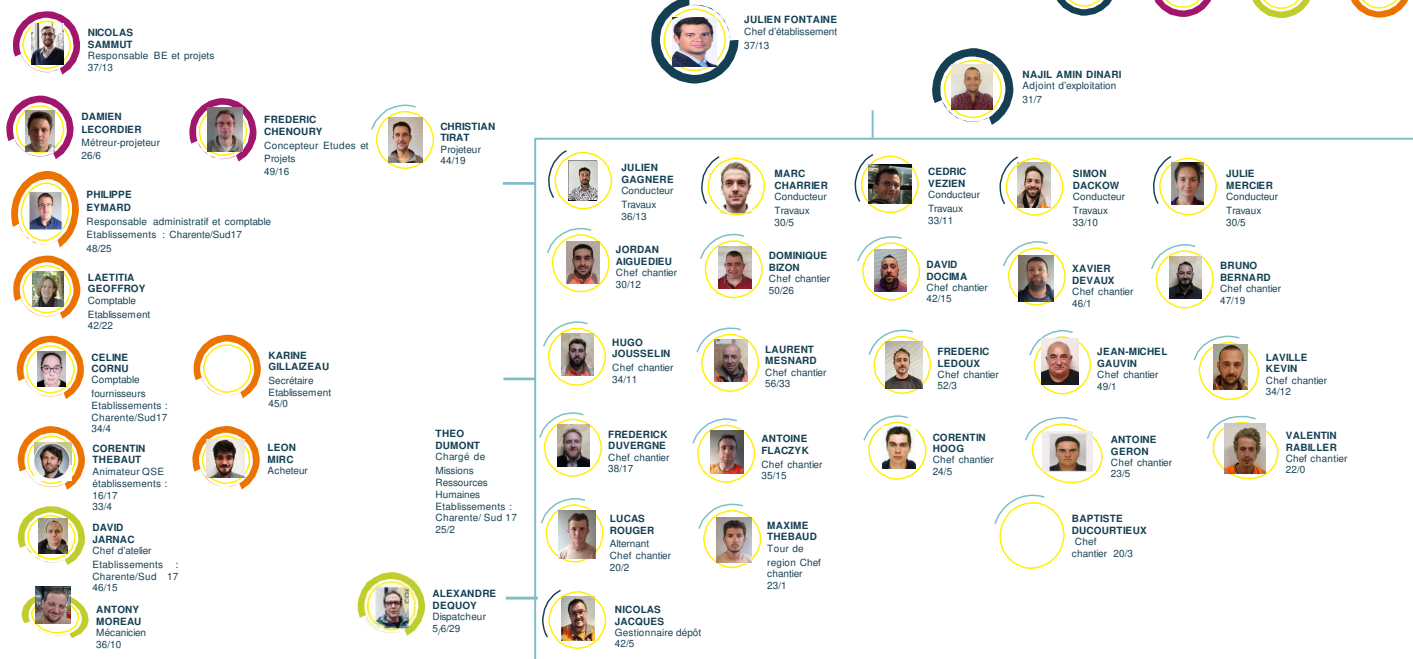 JULIEN FONTAINE
Chef d'établissement
37/13
NAJIL AMIN DINARI
Adjoint d'exploitation
31/7
NICOLAS
SAMMUT
Responsable BE et projets
37/13
DAMIEN
LECORDIER
Métreur-projeteur
26/6
FREDERIC
CHENOURY
Concepteur Etudes et
Projets
49/16
CHRISTIAN
TIRAT
Projeteur
44/19
PHILIPPE
EYMARD
Responsable administratif et comptable
Etablissements : Charente/Sud17
48/25
LAETITIA
GEOFFROY
Comptable
Etablissement
42/22
CELINE
CORNU
Comptable
fournisseurs
Etablissements :
Charente/Sud17
34/4
KARINE
GILLAIZEAU
Secrétaire
Etablissement
45/0
CORENTIN
THEBAUT
Animateur QSE
établissements :
16/17
33/4
LEON
MIRC
Acheteur
THEO
DUMONT
Chargé de
Missions
Ressources
Humaines
Etablissements :
Charente/ Sud 17
25/2
DAVID
JARNAC
Chef d'atelier
Etablissements :
Charente/Sud 17
46/15
ANTONY
MOREAU
Mécanicien
36/10
ALEXANDRE
DEQUOY
Dispatcheur
5,6/29
JULIEN
GAGNERE
Conducteur
Travaux
36/13
MARC
CHARRIER
Conducteur
Travaux
30/5
CEDRIC
VEZIEN
Conducteur
Travaux
33/11
SIMON
DACKOW
Conducteur
Travaux
33/10
JULIE
MERCIER
Conducteur
Travaux
30/5
JORDAN
AIGUEDIEU
Chef chantier
30/12
DOMINIQUE
BIZON
Chef chantier
50/26
DAVID
DOCIMA
Chef chantier
42/15
XAVIER
DEVAUX
Chef chantier
46/1
BRUNO
BERNARD
Chef chantier
47/19
HUGO
JOUSSELIN
Chef chantier
34/11
LAURENT
MESNARD
Chef chantier
56/33
FREDERIC
LEDOUX
Chef chantier
52/3
JEAN-MICHEL
GAUVIN
Chef chantier
49/1
LAVILLE
KEVIN
Chef chantier
34/12
FREDERICK
DUVERGNE
Chef chantier
38/17
ANTOINE
FLACZYK
Chef chantier
35/15
CORENTIN
HOOG
Chef chantier
24/5
ANTOINE
GERON
Chef chantier
23/5
VALENTIN
RABILLER
Chef chantier
22/0
LUCAS
ROUGER
Alternant
Chef chantier
20/2
MAXIME
THEBAUD
Tour de
region Chef
chantier
23/1
BAPTISTE
DUCOURTIEUX
Chef
chantier 20/3
NICOLAS
JACQUES
Gestionnaire dépôt
42/5